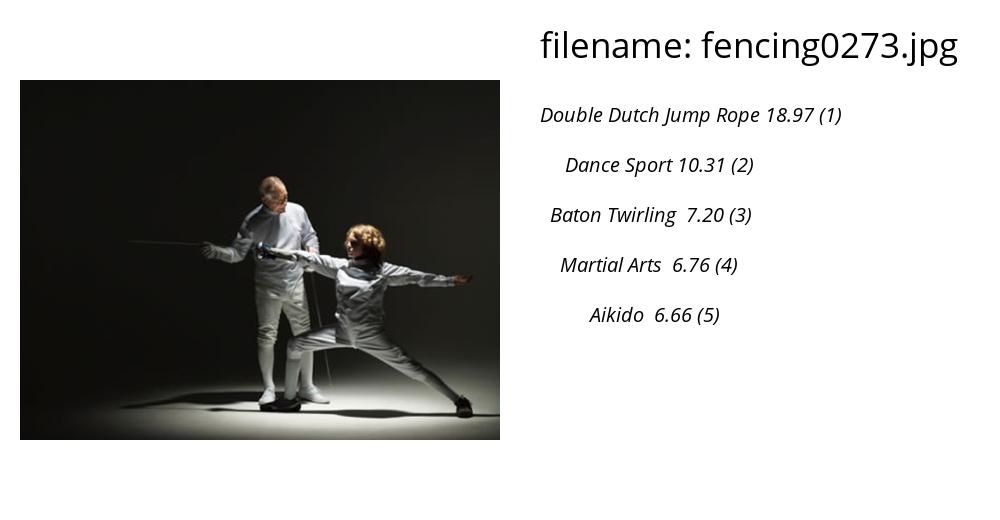 filename: fencing0273.jpg
Double Dutch Jump Rope 18.97 (1)
Dance Sport 10.31 (2)
Baton Twirling 7.20 (3)
Martial Arts 6.76 (4)
Aikido 6.66 (5)